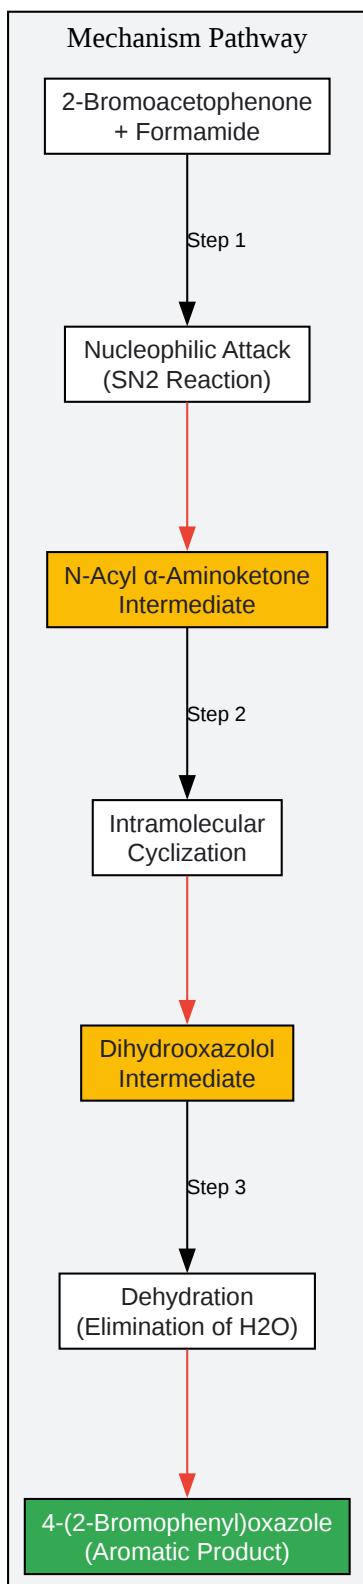 Mechanism Pathway
2-Bromoacetophenone
+ Formamide
Step 1
Nucleophilic Attack
(SN2 Reaction)
N-Acyl α-Aminoketone
Intermediate
Step 2
Intramolecular
Cyclization
Dihydrooxazolol
Intermediate
Step 3
Dehydration
(Elimination of H2O)
4-(2-Bromophenyl)oxazole
(Aromatic Product)